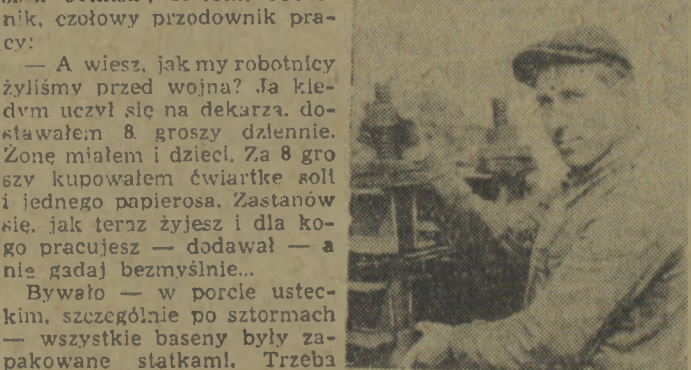 nik, czołowy przodownik pra-
cy:
— A wiesz, jak my robotnicy
żyliśmy przed wojna? Ja kie-
dym uczył się na dekarza. do-
stawałem 8 groszy dziennie.
Żonę miałem i dzieci. Za 8 gro
szy kupowałem ćwiartke soli
i jednego papierosa. Zastanów
się, jak teraz żyjesz i dla ko-
go pracujesz — dodawał — a
nie gadaj bezmyślnie...
Bywało — w porcie ustec-
kim, szczególnie po sztormach
— wszystkie baseny były za-
pakowane statkami. Trzeba